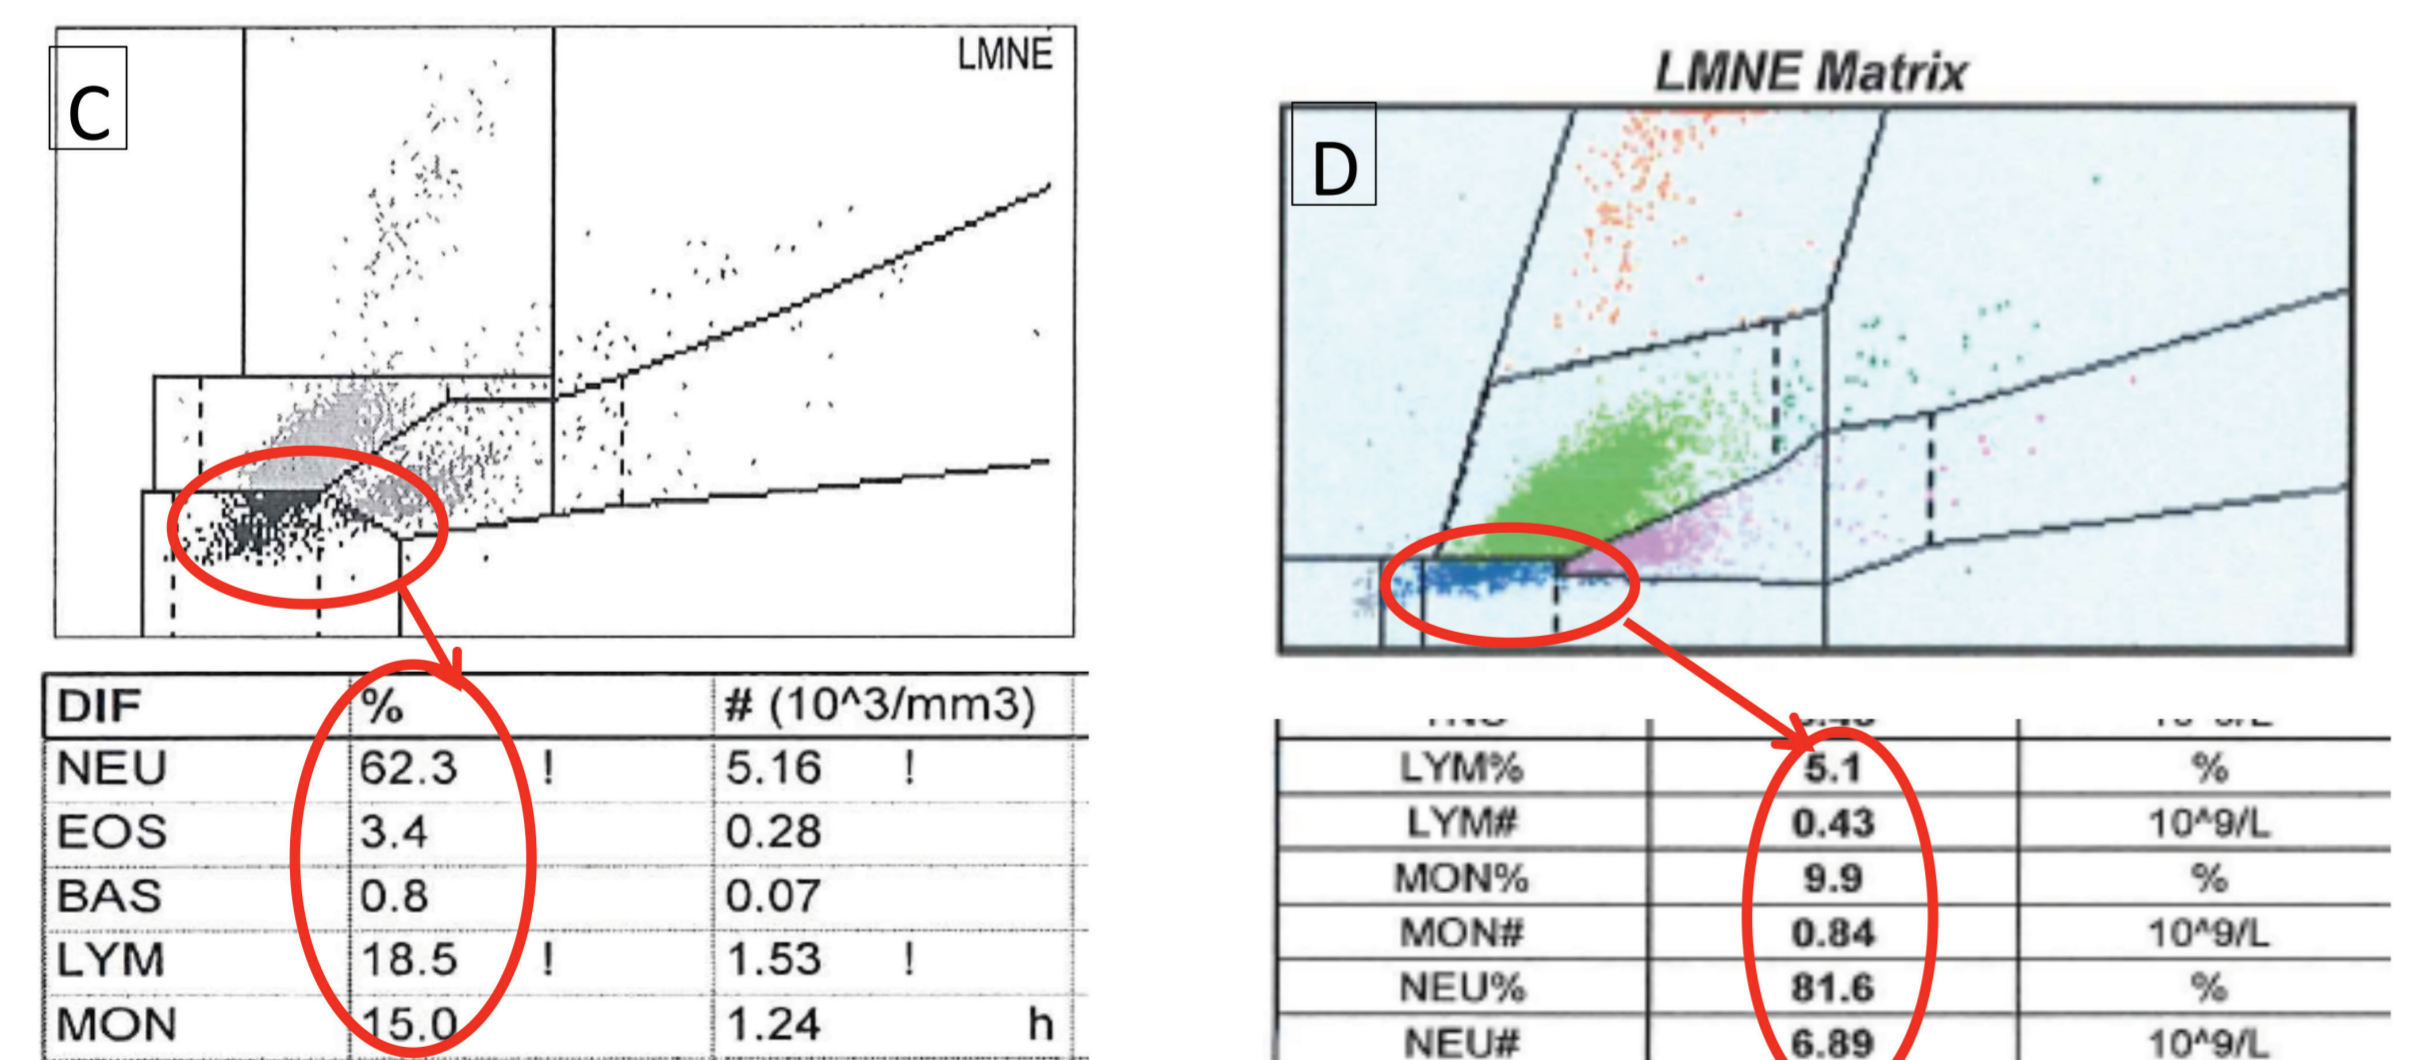 C
LMNE
DIF % # (10^3/mm3)
NEU 62.3 ! 5.16 !
EOS 3.4 0.28
BAS 0.8 0.07
LYM 18.5 ! 1.53 !
MON 15.0 1.24 h
LMNE Matrix
D
LYM% 5.1 %
LYM# 0.43 10^9/L
MON% 9.9 %
MON# 0.84 10^9/L
NEU% 81.6 %
NEU# 6.89 10^9/L